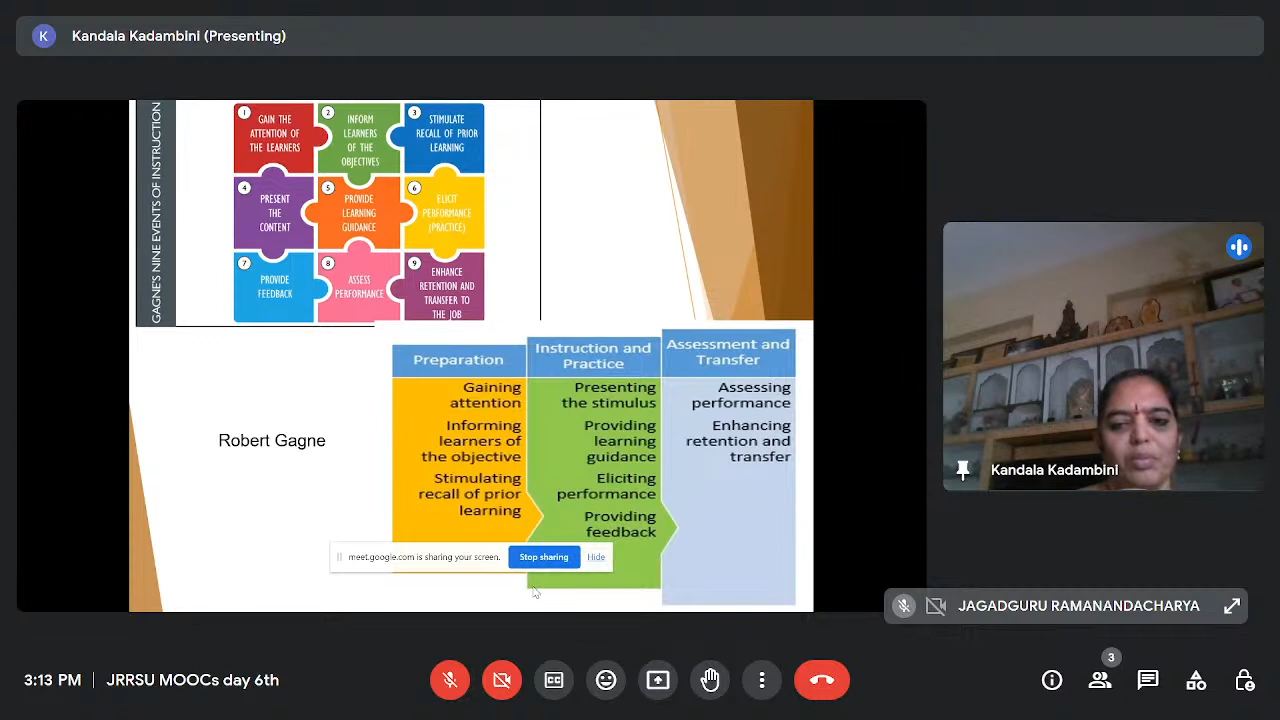 K
Kandala Kadambini (Presenting)
GAGNE'S NINE EVENTS OF INSTRUCTION
1
GAIN THE
ATTENTION OF
THE LEARNERS
2
INFORM
LEARNERS
OF THE
OBJECTIVES
3
STIMULATE
RECALL OF PRIOR
LEARNING
4
PRESENT
THE
CONTENT
5
PROVIDE
LEARNING
GUIDANCE
6
ELICIT
PERFORMANCE
(PRACTICE)
7
PROVIDE
FEEDBACK
8
ASSESS
PERFORMANCE
9
ENHANCE
RETENTION AND
TRANSFER TO
THE JOB
Robert Gagne
Preparation
Gaining
attention
Informing
learners of
the objective
Stimulating
recall of prior
learning
Instruction and
Practice
Presenting
the stimulus
Providing
learning
guidance
Eliciting
performance
Providing
feedback
Assessment and
Transfer
Assessing
performance
Enhancing
retention and
transfer
meet.google.com is sharing your screen.
Stop sharing
Hide
Kandala Kadambini
JAGADGURU RAMANANDACHARYA
3:13 PM
JRRSU MOOCs day 6th
3